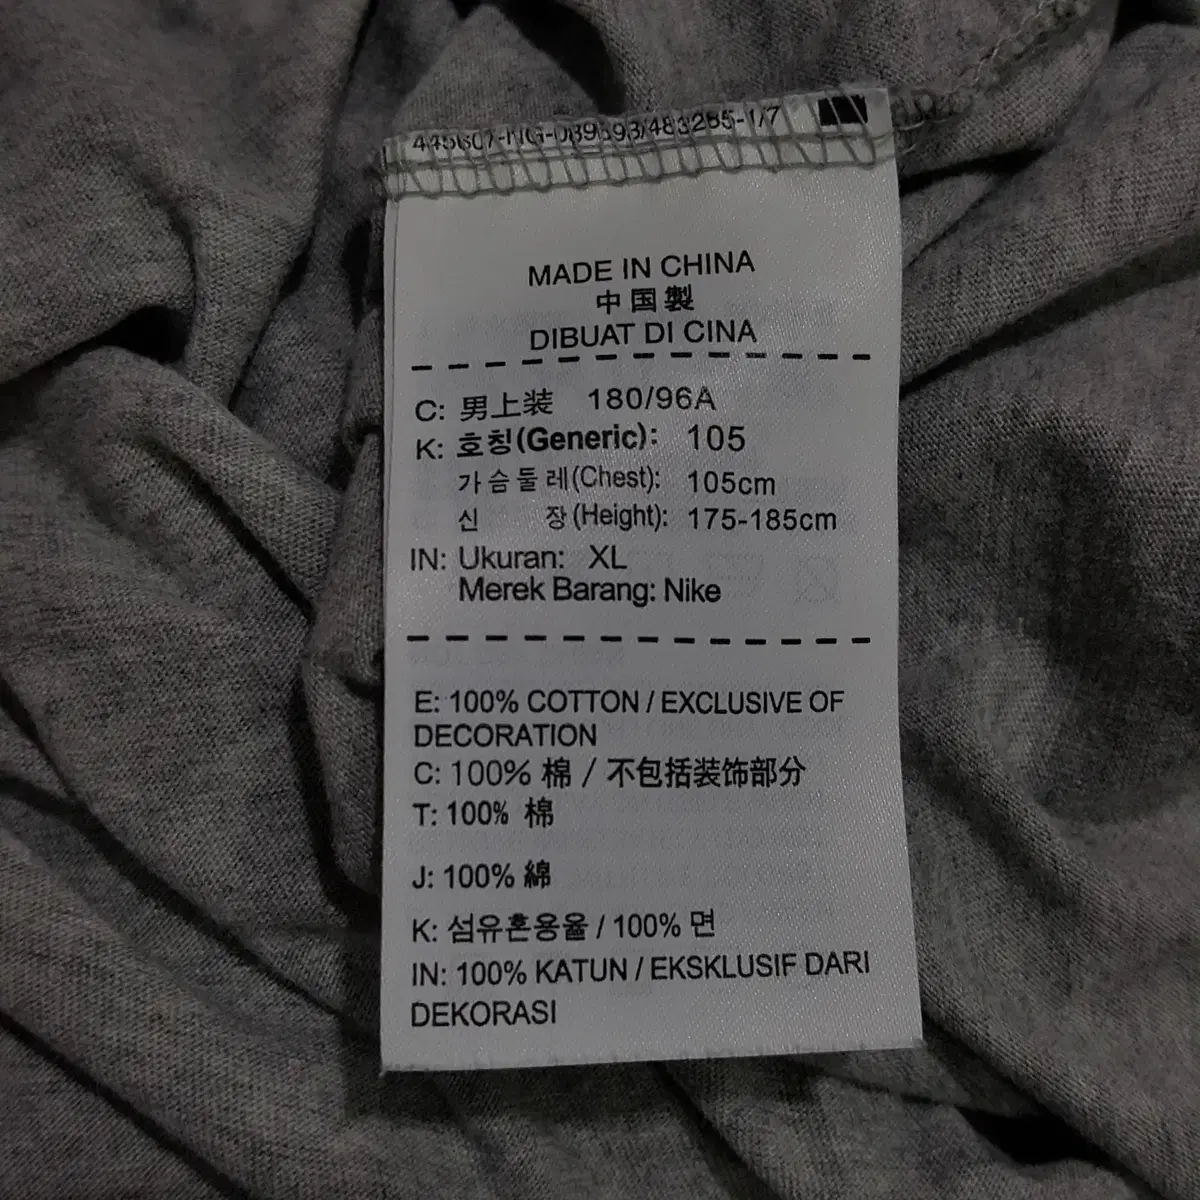 MADE IN CHINA
中国製
DIBUAT DI CINA
C: 男上装 180/96A
K: 호칭(Generic): 105
가슴둘레(Chest): 105cm
신 장(Height): 175-185cm
IN: Ukuran: XL
Merek Barang: Nike
E: 100% COTTON / EXCLUSIVE OF
DECORATION
C: 100% 棉 / 不包括装饰部分
T: 100% 棉
J: 100% 綿
K: 섬유혼용율 / 100% 면
IN: 100% KATUN / EKSKLUSIF DARI
DEKORASI